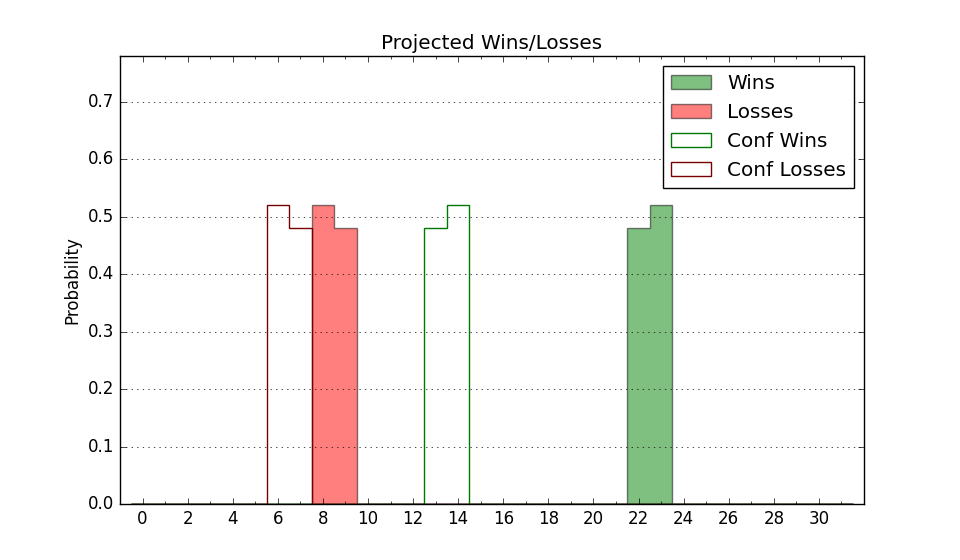 Projected Wins/Losses
Wins
Losses
Conf Wins
Conf Losses
Probability
0.7
0.6
0.5
0.4
0.3
0.2
0.1
0.0
0 2 4 6 8 10 12 14 16 18 20 22 24 26 28 30